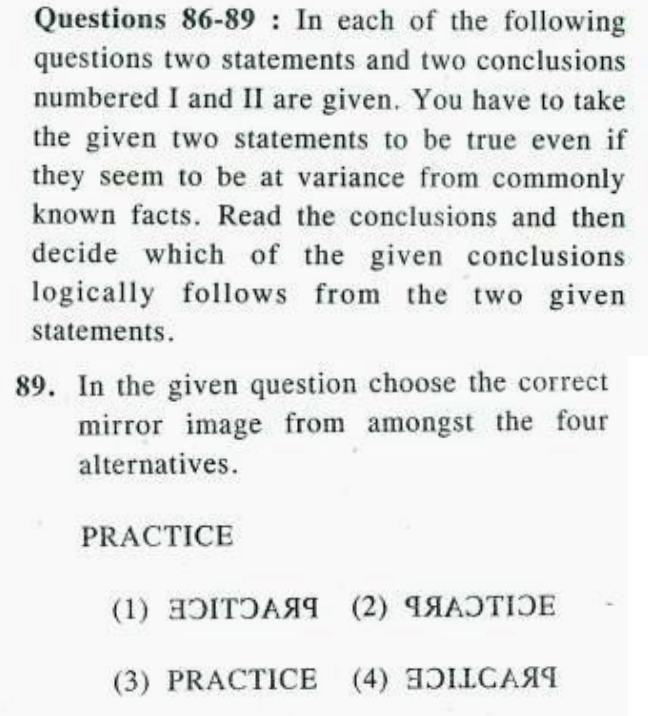 Questions 86-89 : In each of the following
questions two statements and two conclusions
numbered I and II are given. You have to take
the given two statements to be true even if
they seem to be at variance from commonly
known facts. Read the conclusions and then
decide which of the given conclusions
logically follows from the two given
statements.
89. In the given question choose the correct
mirror image from amongst the four
alternatives.
PRACTICE
(1) ƎƆITƆAЯꟼ (2) ꟼЯAƆTIƆE
(3) PRACTICE (4) ƎƆI⊥CAЯꟼ